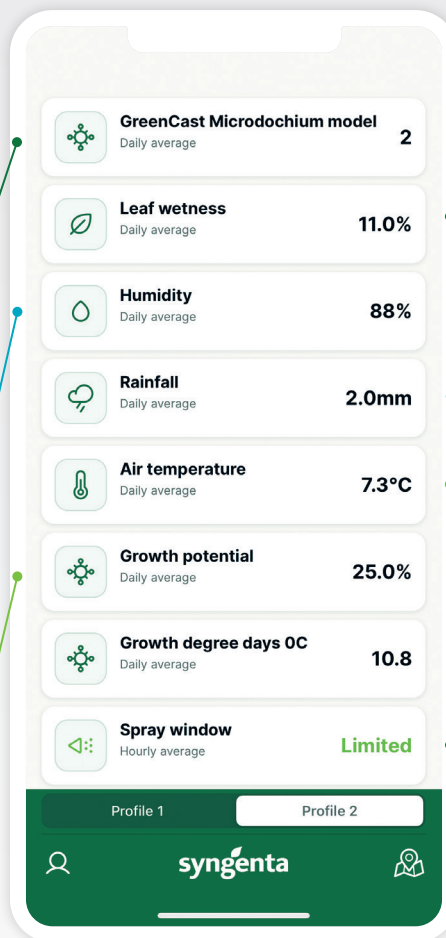 GreenCast Microdochium model
Daily average
2
Leaf wetness
Daily average
11.0%
Humidity
Daily average
88%
Rainfall
Daily average
2.0mm
Air temperature
Daily average
7.3°C
Growth potential
Daily average
25.0%
Growth degree days 0C
Daily average
10.8
Spray window
Hourly average
Limited
Profile 1
Profile 2
syngenta